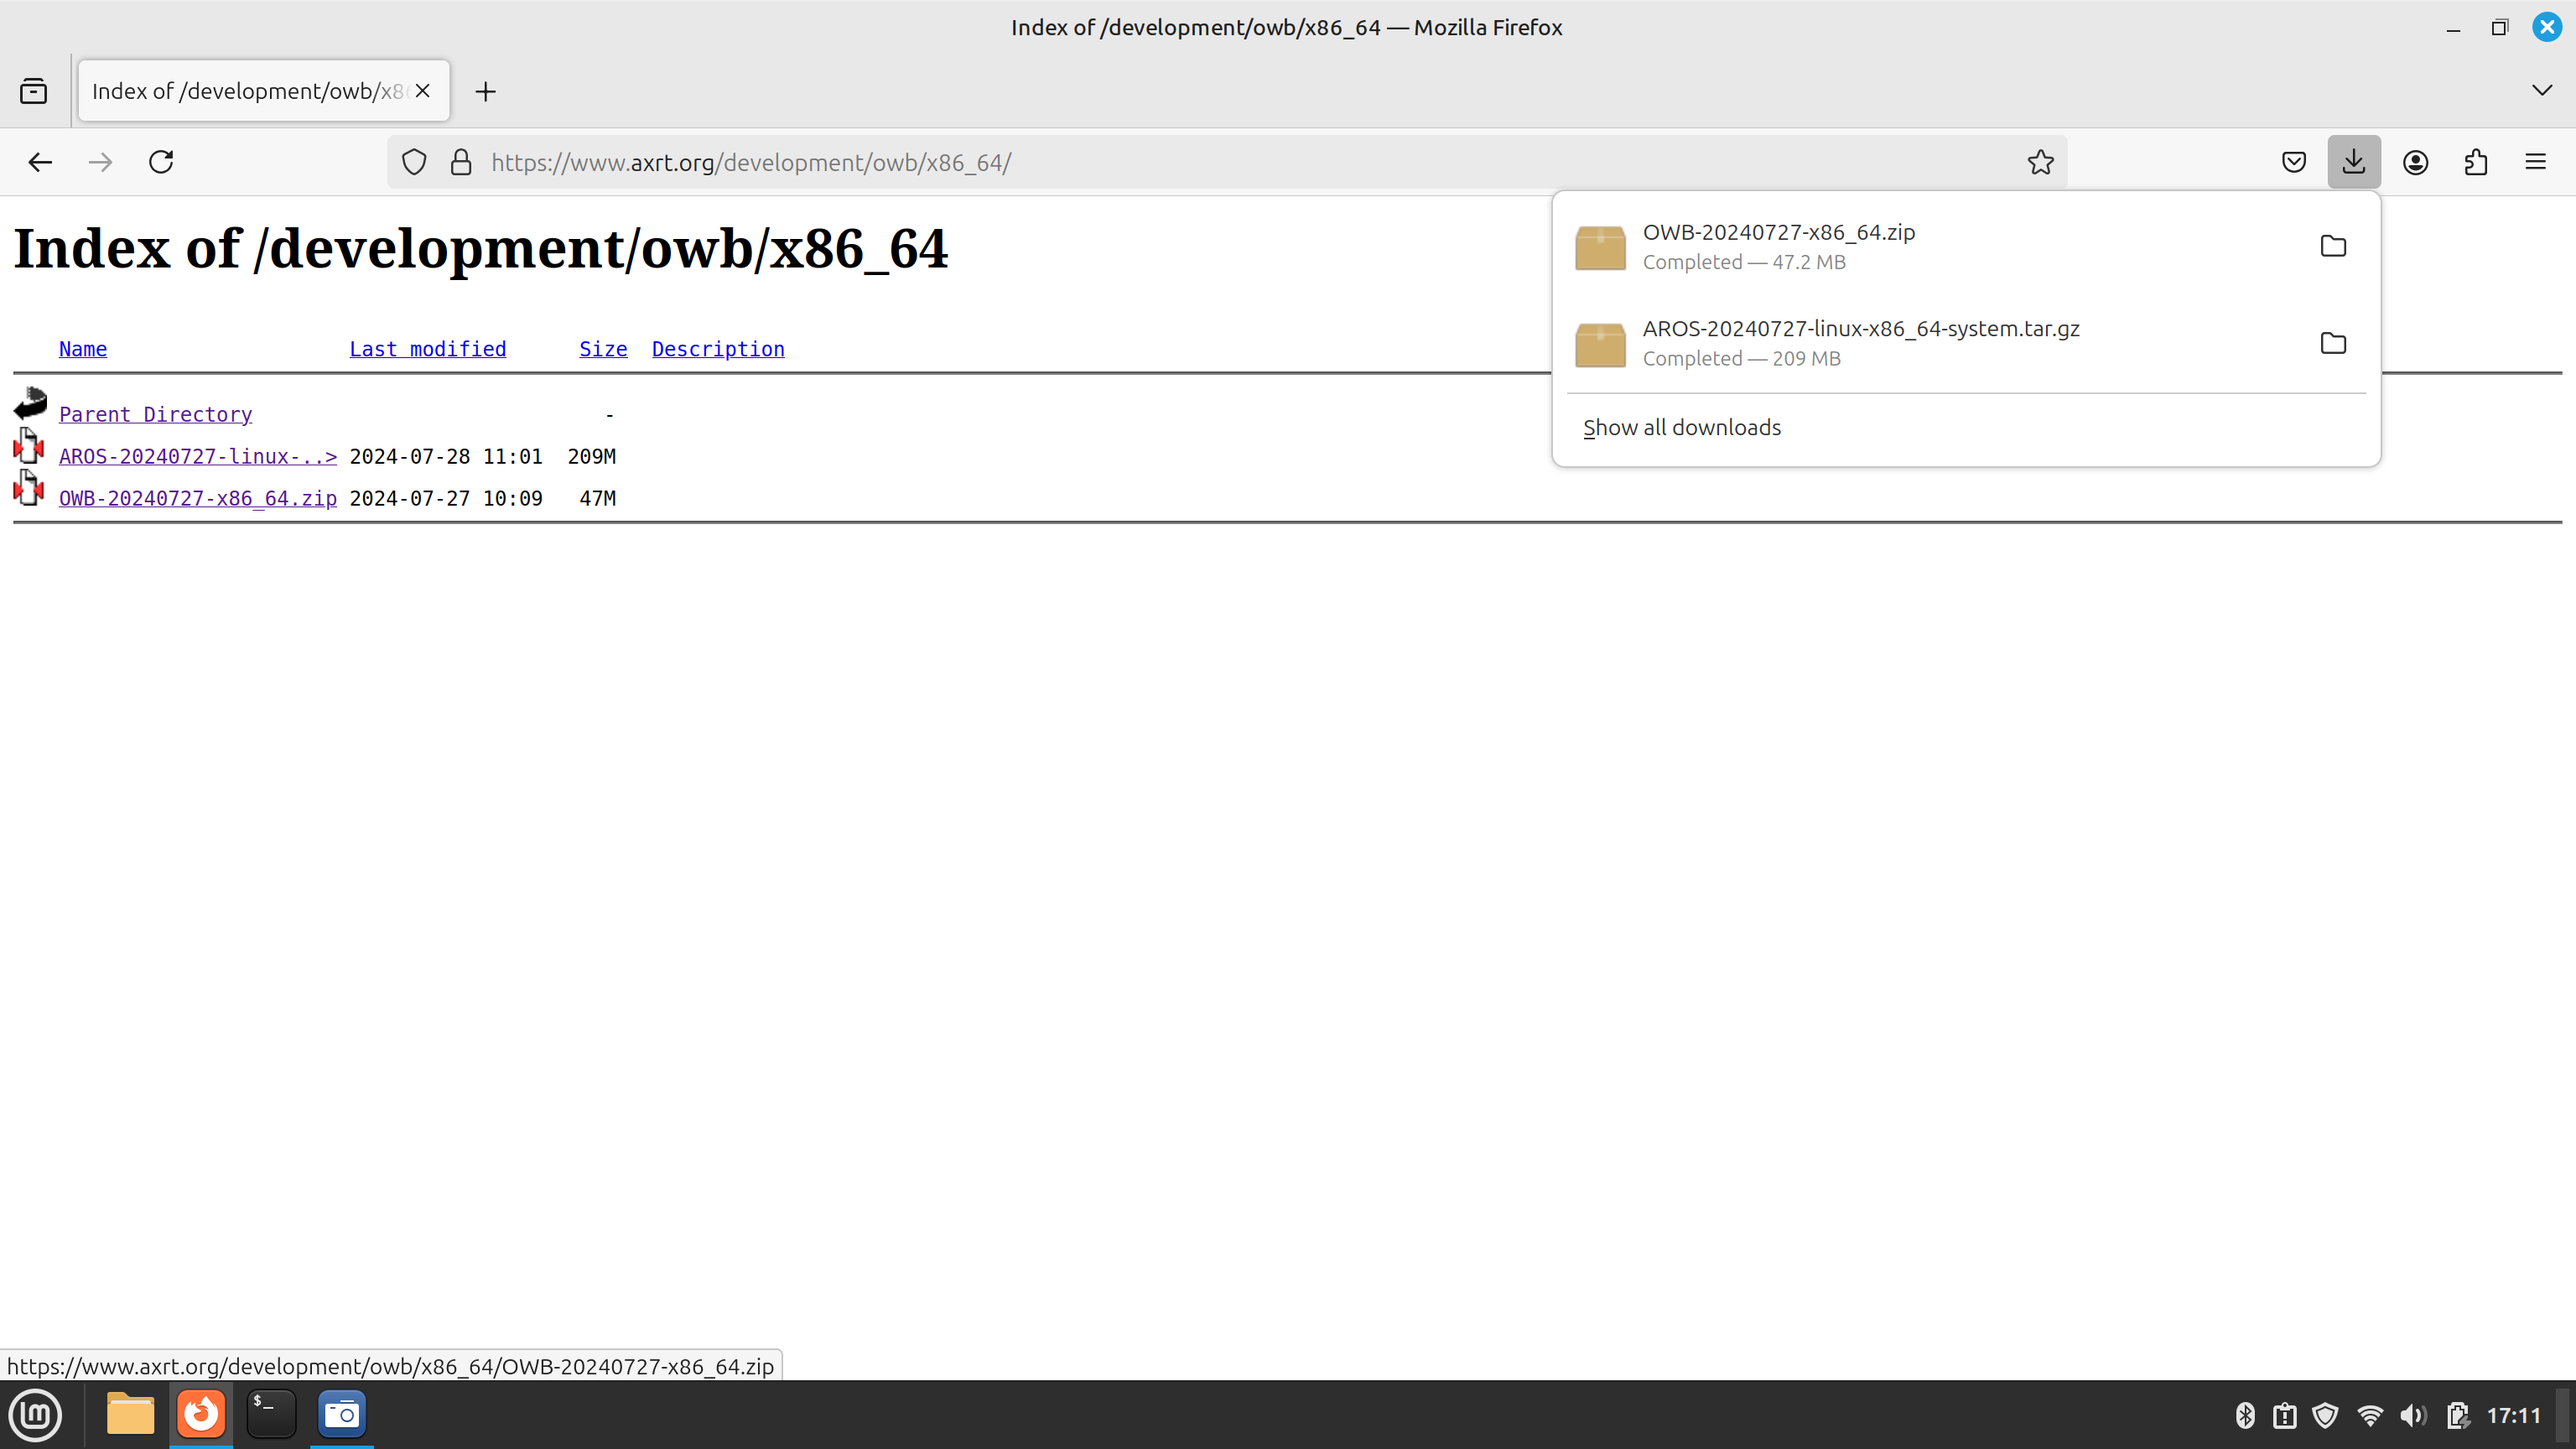 Index of /development/owb/x86_64 — Mozilla Firefox
Index of /development/owb/x8
https://www.axrt.org/development/owb/x86_64/
Index of /development/owb/x86_64
OWB-20240727-x86_64.zip
Completed — 47.2 MB
AROS-20240727-linux-x86_64-system.tar.gz
Completed — 209 MB
Show all downloads
Name Last modified Size Description
Parent Directory -
AROS-20240727-linux-..> 2024-07-28 11:01 209M
OWB-20240727-x86_64.zip 2024-07-27 10:09 47M
https://www.axrt.org/development/owb/x86_64/OWB-20240727-x86_64.zip
$_
17:11